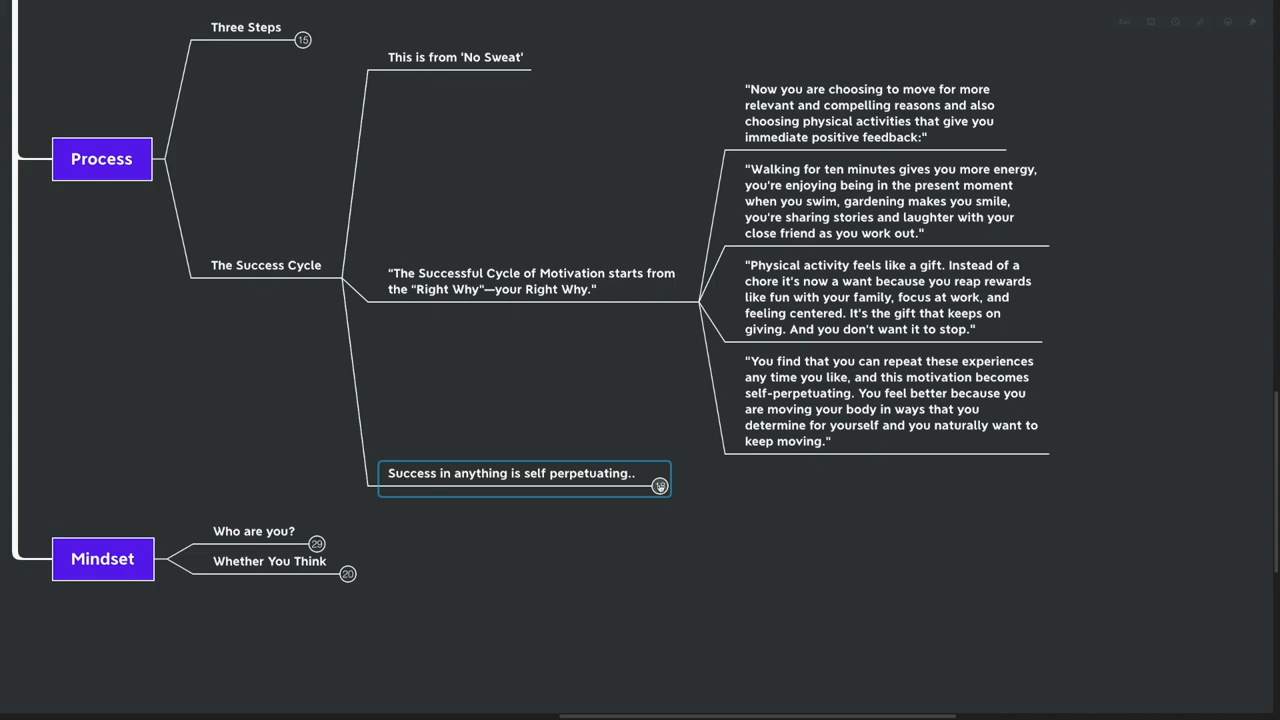 Three Steps
15
This is from 'No Sweat'
"Now you are choosing to move for more
relevant and compelling reasons and also
choosing physical activities that give you
immediate positive feedback:"
Process
"Walking for ten minutes gives you more energy,
you're enjoying being in the present moment
when you swim, gardening makes you smile,
you're sharing stories and laughter with your
close friend as you work out."
The Success Cycle
"The Successful Cycle of Motivation starts from
the "Right Why"—your Right Why."
"Physical activity feels like a gift. Instead of a
chore it's now a want because you reap rewards
like fun with your family, focus at work, and
feeling centered. It's the gift that keeps on
giving. And you don't want it to stop."
"You find that you can repeat these experiences
any time you like, and this motivation becomes
self-perpetuating. You feel better because you
are moving your body in ways that you
determine for yourself and you naturally want to
keep moving."
Success in anything is self perpetuating..
Mindset
Who are you?
29
Whether You Think
20